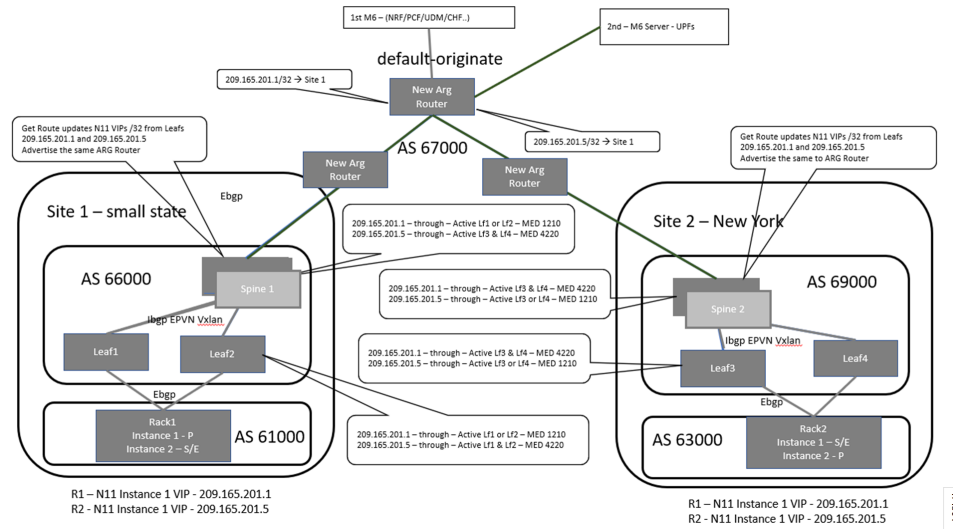 1st M6 – (NRF/PCF/UDM/CHF..)
2nd – M6 Server - UPFs
default-originate
209.165.201.1/32 → Site 1
New Arg
Router
Get Route updates N11 VIPs /32 from Leafs
209.165.201.1 and 209.165.201.5
Advertise the same ARG Router
AS 67000
209.165.201.5/32 → Site 1
Get Route updates N11 VIPs /32 from Leafs
209.165.201.1 and 209.165.201.5
Advertise the same to ARG Router
New Arg
Router
New Arg
Router
Ebgp
Site 1 – small state
209.165.201.1 – through – Active Lf1 or Lf2 – MED 1210
209.165.201.5 – through – Active Lf3 & Lf4 – MED 4220
Site 2 – New York
AS 66000
Spine 1
209.165.201.1 – through – Active Lf3 & Lf4 – MED 4220
209.165.201.5 – through – Active Lf3 or Lf4 – MED 1210
AS 69000
Spine 2
Ibgp EPVN Vxlan
Leaf1
Leaf2
209.165.201.1 – through – Active Lf3 & Lf4 – MED 4220
209.165.201.5 – through – Active Lf3 or Lf4 – MED 1210
Ibgp EPVN Vxlan
Leaf3
Leaf4
Ebgp
Ebgp
Rack1
Instance 1 - P
Instance 2 – S/E
AS 61000
209.165.201.1 – through – Active Lf1 or Lf2 – MED 1210
209.165.201.5 – through – Active Lf1 & Lf2 – MED 4220
AS 63000
Rack2
Instance 1 – S/E
Instance 2 - P
R1 – N11 Instance 1 VIP - 209.165.201.1
R2 - N11 Instance 1 VIP - 209.165.201.5
R1 – N11 Instance 1 VIP - 209.165.201.1
R2 - N11 Instance 1 VIP - 209.165.201.5